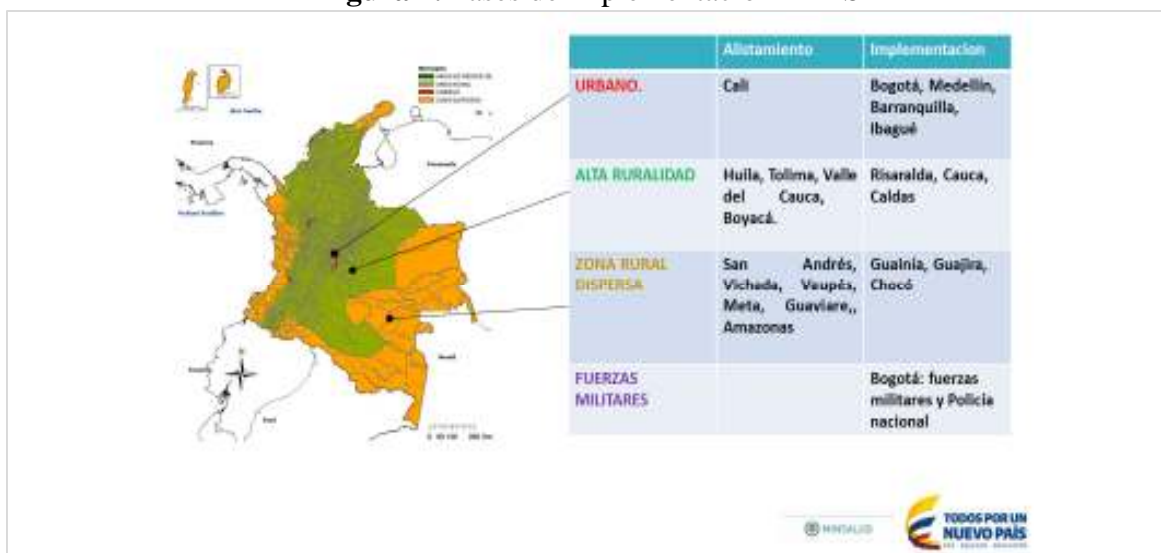 Alistamiento Implementacion
URBANO. Cali Bogotá, Medellín,
Barranquilla,
Ibagué
ALTA RURALIDAD Huila, Tolima, Valle Risaralda, Cauca,
del Cauca, Caldas
Boyacá.
ZONA RURAL San Andrés, Guainía, Guajira,
DISPERSA Vichada, Vaupés, Chocó
Meta, Guaviare,,
Amazonas
FUERZAS Bogotá: fuerzas
MILITARES militares y Policia
nacional
MINSALUD
TODOS POR UN
NUEVO PAÍS